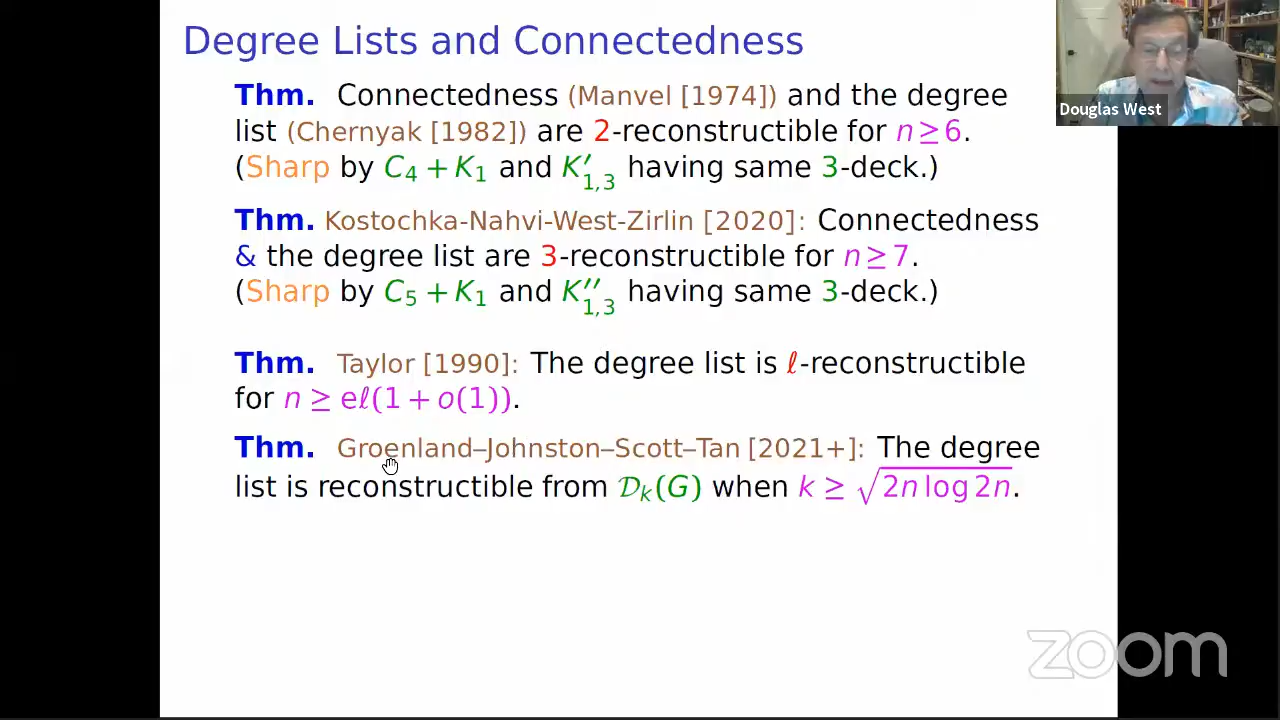 Degree Lists and Connectedness
Thm. Connectedness (Manvel [1974]) and the degree
list (Chernyak [1982]) are 2-reconstructible for n ≥ 6.
(Sharp by C₄ + K₁ and K′₁,₃ having same 3-deck.)
Thm. Kostochka-Nahvi-West-Zirlin [2020]: Connectedness
& the degree list are 3-reconstructible for n ≥ 7.
(Sharp by C₅ + K₁ and K″₁,₃ having same 3-deck.)
Thm. Taylor [1990]: The degree list is ℓ-reconstructible
for n ≥ eℓ(1 + o(1)).
Thm. Groenland–Johnston–Scott–Tan [2021+]: The degree
list is reconstructible from 𝒟ₖ(G) when k ≥ √(2n log 2n).
Douglas West
zoom